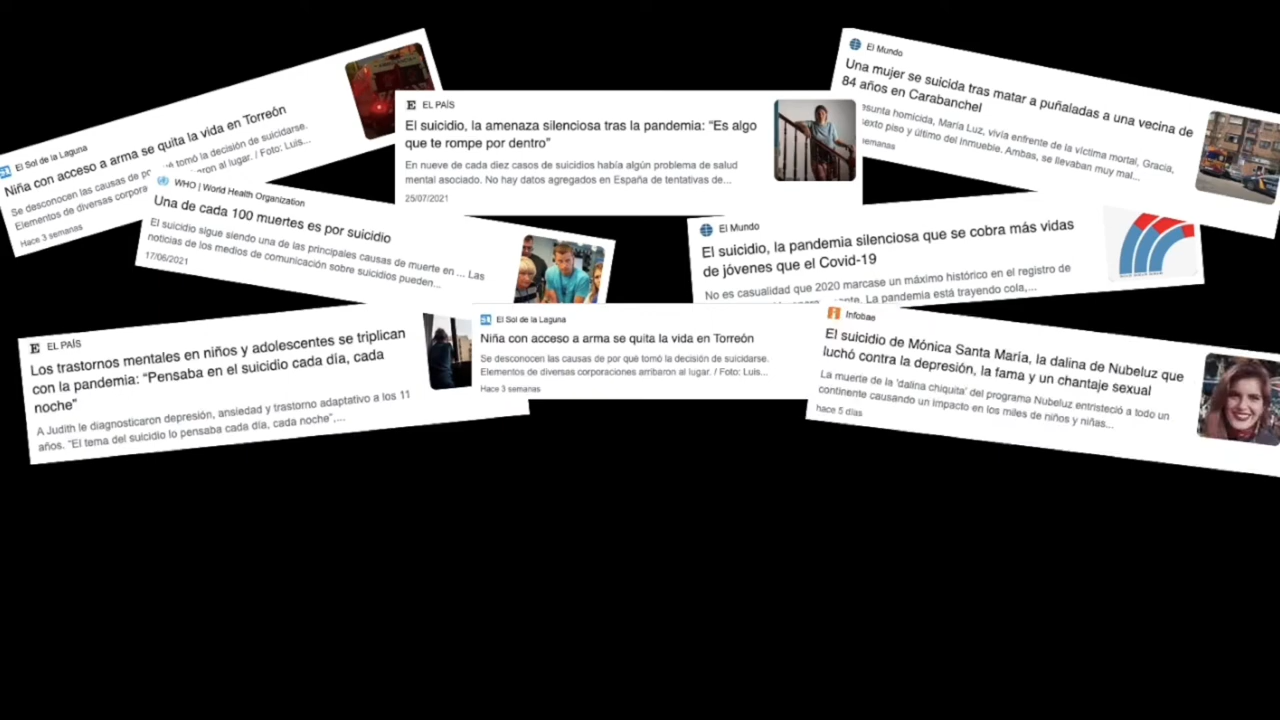 El Sol de la Laguna
Niña con acceso a arma se quita la vida en Torreón
Se desconocen las causas de por
é tomó la decisión de suicidarse.
Elementos de diversas corpora
aron al lugar. / Foto: Luis...
Hace 3 semanas
EL PAÍS
El suicidio, la amenaza silenciosa tras la pandemia: “Es algo
que te rompe por dentro”
En nueve de cada diez casos de suicidios había algún problema de salud
mental asociado. No hay datos agregados en España de tentativas de...
25/07/2021
El Mundo
Una mujer se suicida tras matar a puñaladas a una vecina de
84 años en Carabanchel
esunta homicida, María Luz, vivía enfrente de la víctima mortal, Gracia,
sexto piso y último del inmueble. Ambas, se llevaban muy mal...
semanas
WHO | World Health Organization
Una de cada 100 muertes es por suicidio
El suicidio sigue siendo una de las principales causas de muerte en ... Las
noticias de los medios de comunicación sobre suicidios pueden...
17/06/2021
El Mundo
El suicidio, la pandemia silenciosa que se cobra más vidas
de jóvenes que el Covid-19
No es casualidad que 2020 marcase un máximo histórico en el registro de
La pandemia está trayendo cola,...
EL PAÍS
Los trastornos mentales en niños y adolescentes se triplican
con la pandemia: “Pensaba en el suicidio cada día, cada
noche”
A Judith le diagnosticaron depresión, ansiedad y trastorno adaptativo a los 11
años. “El tema del suicidio lo pensaba cada día, cada noche”,...
El Sol de la Laguna
Niña con acceso a arma se quita la vida en Torreón
Se desconocen las causas de por qué tomó la decisión de suicidarse.
Elementos de diversas corporaciones arribaron al lugar. / Foto: Luis...
Hace 3 semanas
Infobae
El suicidio de Mónica Santa María, la dalina de Nubeluz que
luchó contra la depresión, la fama y un chantaje sexual
La muerte de la 'dalina chiquita' del programa Nubeluz entristeció a todo un
continente causando un impacto en los miles de niños y niñas...
hace 5 días